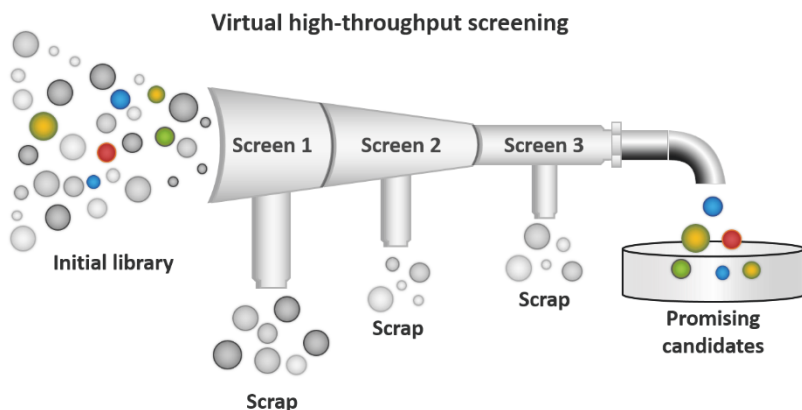 Virtual high-throughput screening
Screen 1
Screen 2
Screen 3
Initial library
Scrap
Scrap
Scrap
Promising
candidates